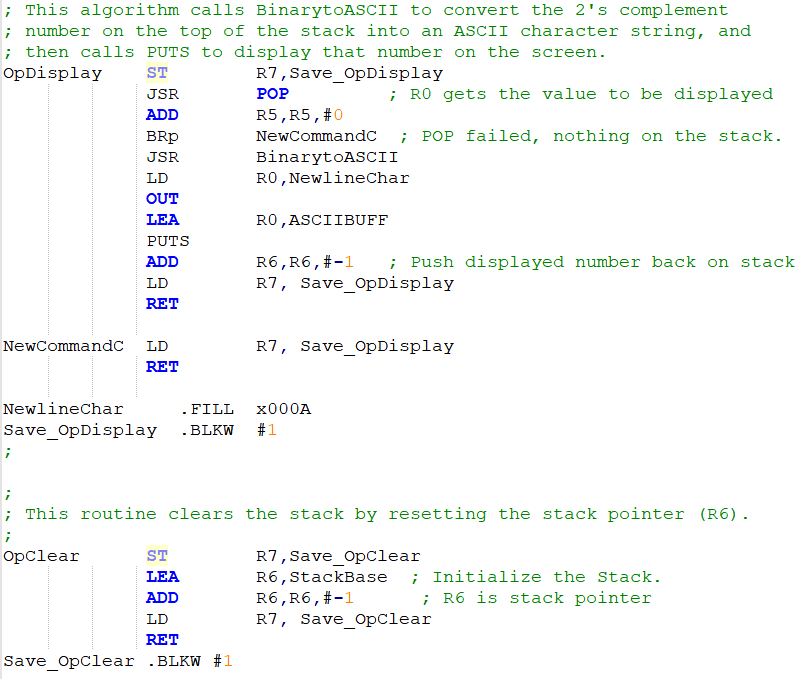 ; This algorithm calls BinarytoASCII to convert the 2's complement
; number on the top of the stack into an ASCII character string, and
; then calls PUTS to display that number on the screen.
OpDisplay    ST        R7,Save_OpDisplay
             JSR       POP         ; R0 gets the value to be displayed
             ADD       R5,R5,#0
             BRp       NewCommandC  ; POP failed, nothing on the stack.
             JSR       BinarytoASCII
             LD        R0,NewlineChar
             OUT
             LEA       R0,ASCIIBUFF
             PUTS
             ADD       R6,R6,#-1   ; Push displayed number back on stack
             LD        R7, Save_OpDisplay
             RET
NewCommandC  LD        R7, Save_OpDisplay
             RET
NewlineChar     .FILL  x000A
Save_OpDisplay  .BLKW  #1
;
;
; This routine clears the stack by resetting the stack pointer (R6).
;
OpClear      ST        R7,Save_OpClear
             LEA       R6,StackBase  ; Initialize the Stack.
             ADD       R6,R6,#-1      ; R6 is stack pointer
             LD        R7, Save_OpClear
             RET
Save_OpClear .BLKW #1